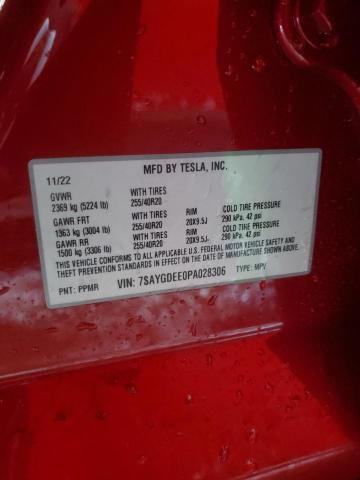 MFD BY TESLA, INC.
11/22
GVWR WITH TIRES
2369 kg (5224 lb) 255/40R20
GAWR FRT WITH TIRES RIM COLD TIRE PRESSURE
1363 kg (3004 lb) 255/40R20 20X9.5J 290 kPa, 42 psi
GAWR RR WITH TIRES RIM COLD TIRE PRESSURE
1500 kg (3306 lb) 255/40R20 20X9.5J 290 kPa, 42 psi
THIS VEHICLE CONFORMS TO ALL APPLICABLE U.S. FEDERAL MOTOR VEHICLE SAFETY AND
THEFT PREVENTION STANDARDS IN EFFECT ON THE DATE OF MANUFACTURE SHOWN ABOVE.
PNT: PPMR VIN: 7SAYGDEE0PA028306 TYPE: MPV